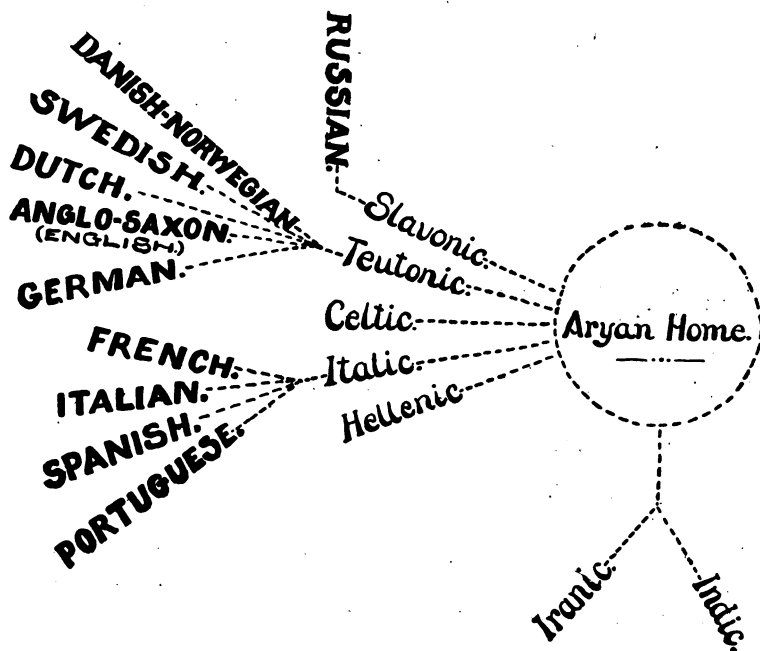 RUSSIAN.
DANISH-NORWEGIAN.
SWEDISH.
DUTCH.
ANGLO-SAXON.
(ENGLISH.)
GERMAN.
Slavonic.
Teutonic.
Celtic.
Italic.
Hellenic
Aryan Home.
FRENCH.
ITALIAN.
SPANISH.
PORTUGUESE.
Iranic.
Indic.